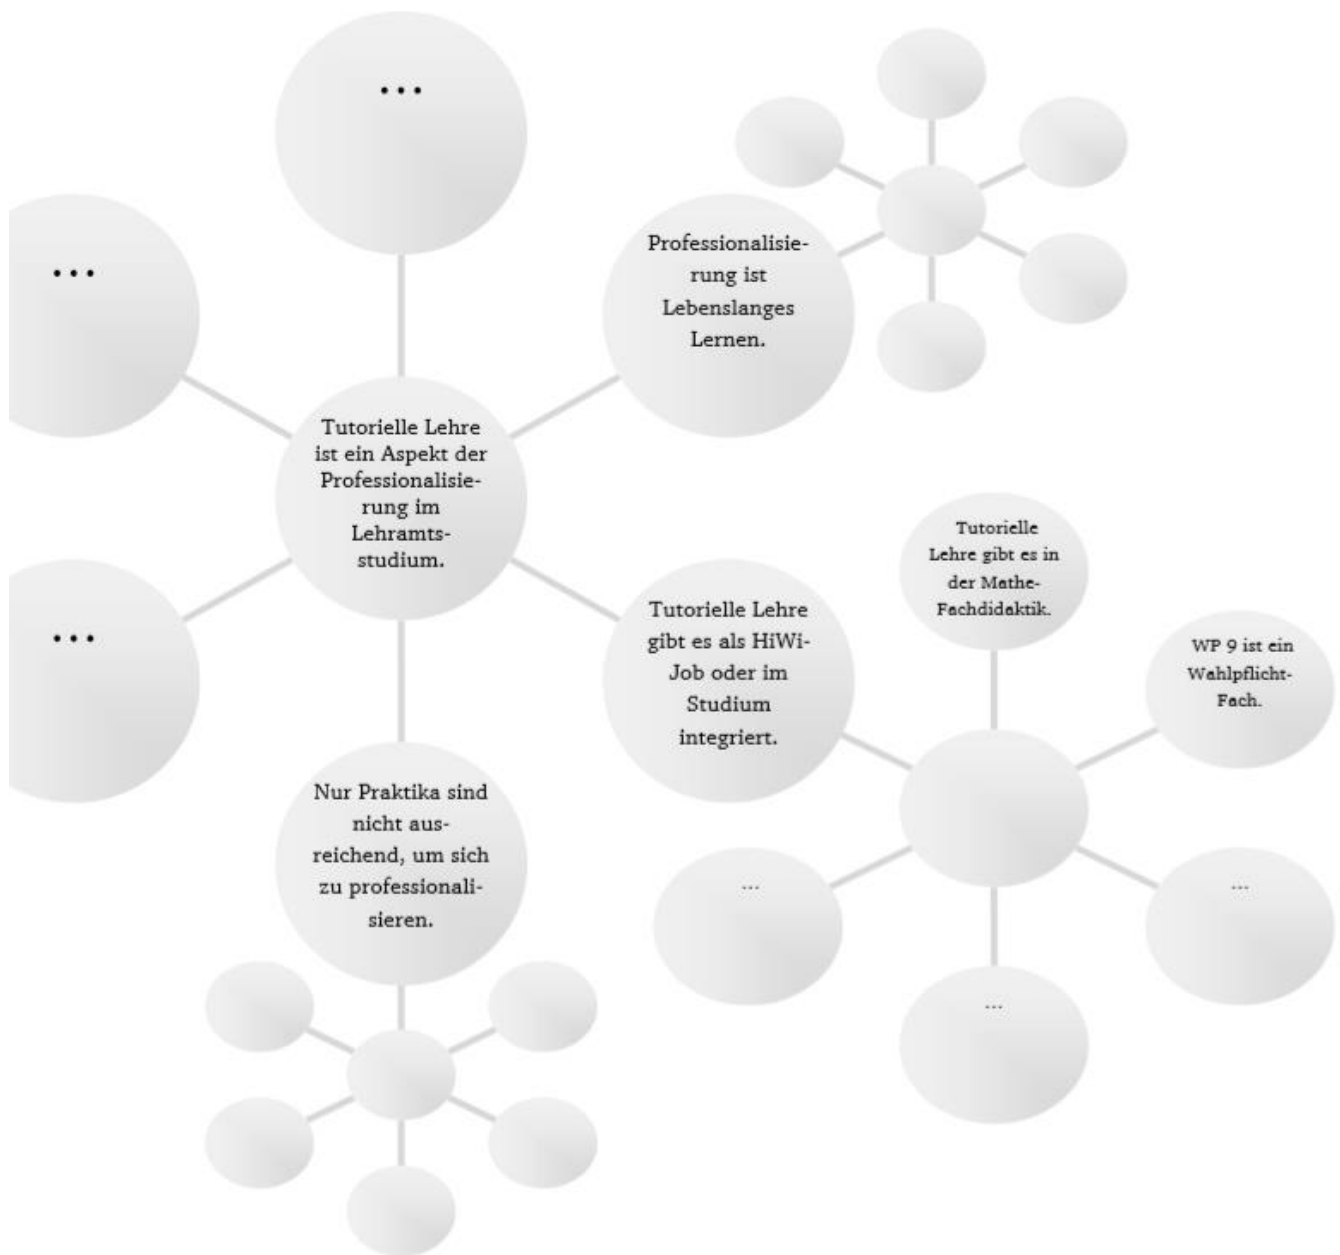 ...
...
Professionalisie-
rung ist
Lebenslanges
Lernen.
Tutorielle Lehre
ist ein Aspekt der
Professionalisie-
rung im
Lehramts-
studium.
Tutorielle
Lehre gibt es in
der Mathe-
Fachdidaktik.
...
Tutorielle Lehre
gibt es als HiWi-
Job oder im
Studium
integriert.
WP 9 ist ein
Wahlpflicht-
Fach.
Nur Praktika sind
nicht aus-
reichend, um sich
zu professionali-
sieren.
...
...
...